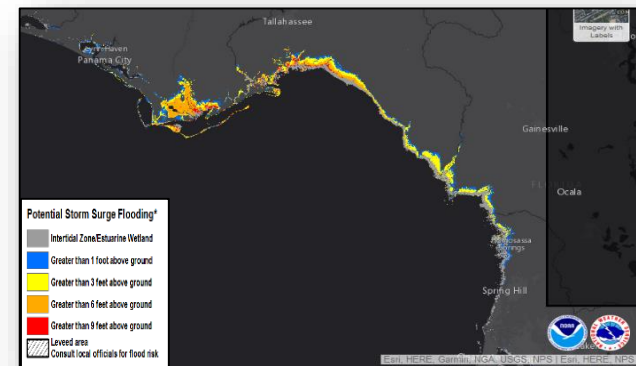 Tallahassee
Imagery with
Labels
Panama City
Gainesville
Ocala
Springs
Spring Hill
Potential Storm Surge Flooding*
Intertidal Zone/Estuarine Wetland
Greater than 1 foot above ground
Greater than 3 feet above ground
Greater than 6 feet above ground
Greater than 9 feet above ground
Leveed area
Consult local officials for flood risk
NOAA
Esri, HERE, Garmin, NGA, USGS, NPS | Esri, HERE, NPS